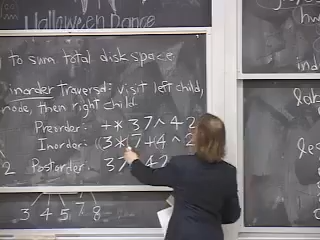 Halloween Dance
to sum total disk space
inorder traversal: visit left child,
node, then right child
Preorder: + * 3 7 ^ 4 2
Inorder: (3 * 7 + (4 ^ 2
2 Postorder: 3 7 4 2
3 4 5 7 8